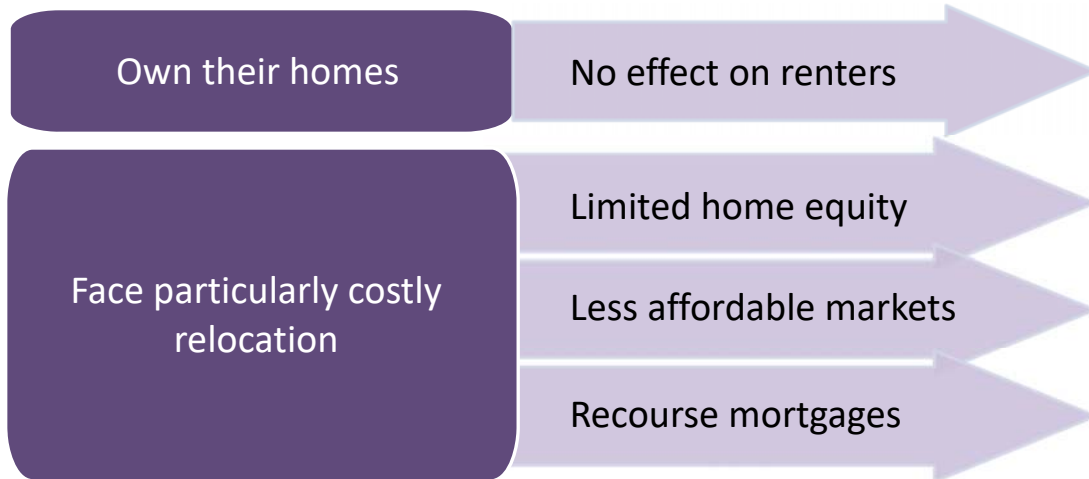 Own their homes
No effect on renters
Face particularly costly
relocation
Limited home equity
Less affordable markets
Recourse mortgages